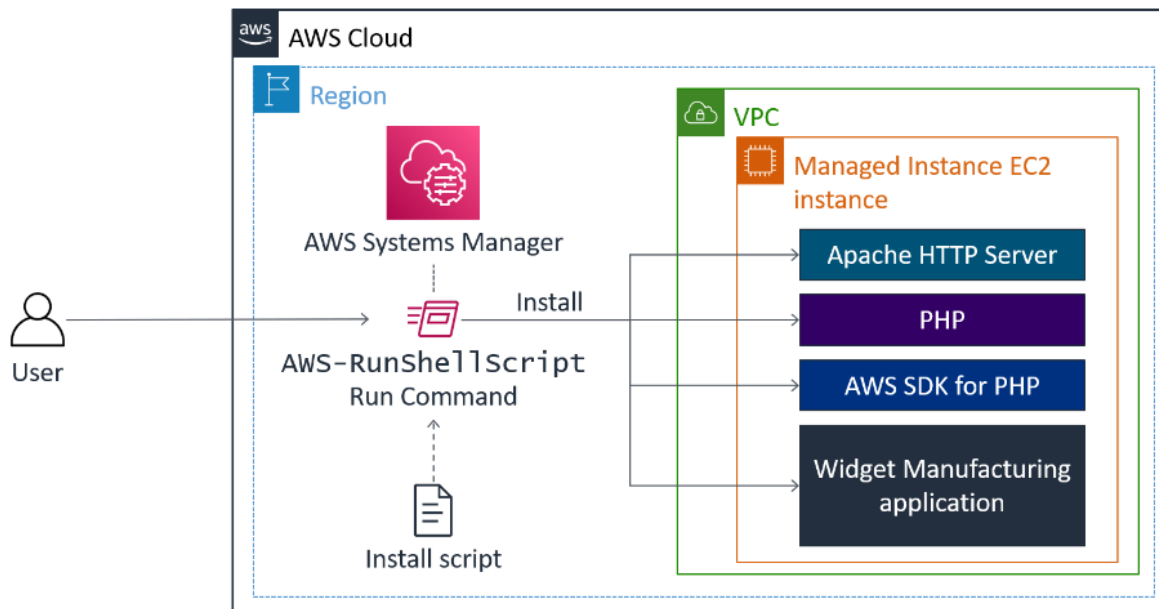 aws
AWS Cloud
Region
VPC
Managed Instance EC2
instance
AWS Systems Manager
Apache HTTP Server
Install
PHP
User
AWS-RunShellScript
Run Command
AWS SDK for PHP
Widget Manufacturing
application
Install script